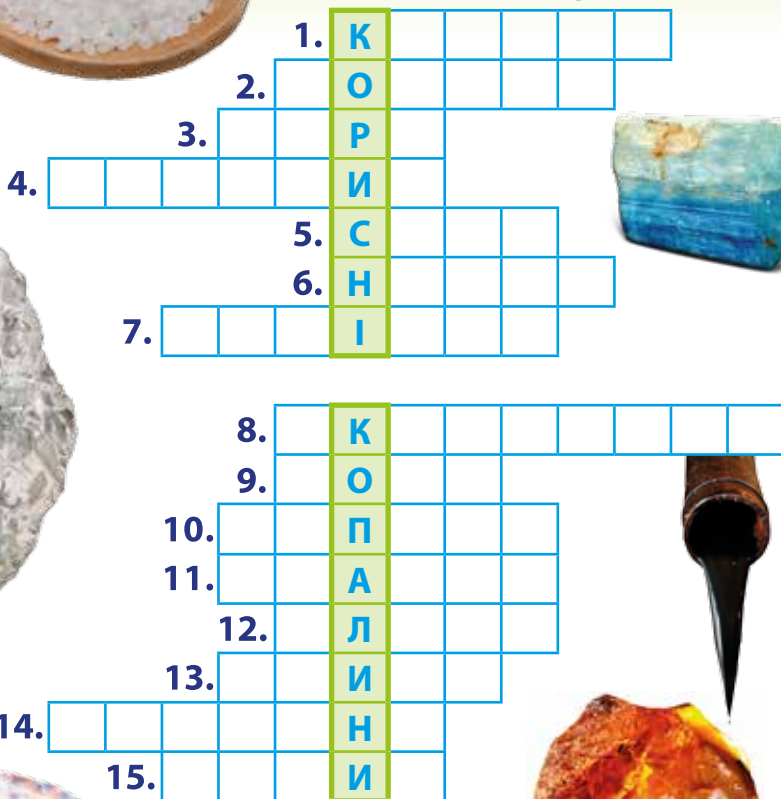 1. К
2. О
3. Р
4. И
5. С
6. Н
7. І
8. К
9. О
10. П
11. А
12. Л
13. И
14. Н
15. И